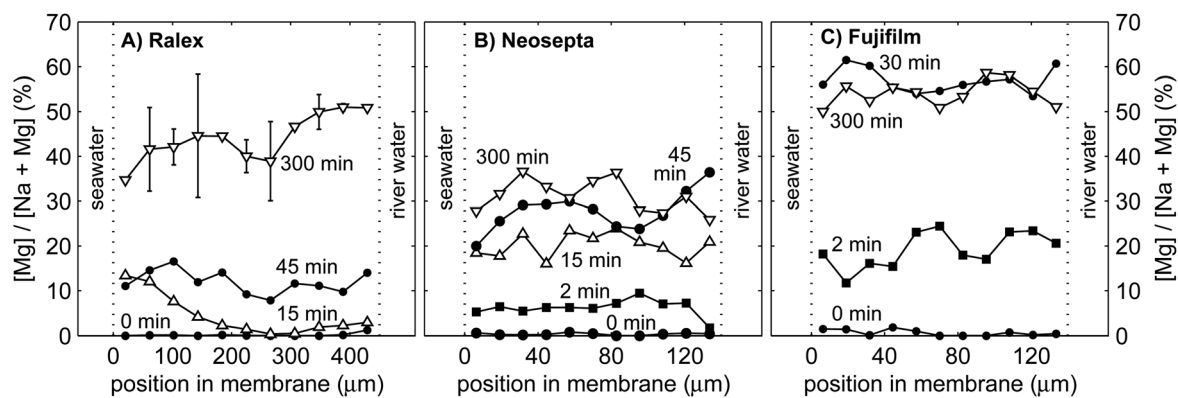 [Mg] / [Na + Mg] (%)
70
60
50
40
30
20
10
0
A) Ralex
seawater
river water
300 min
45 min
0 min
15 min
0
100
200
300
400
position in membrane (μm)
B) Neosepta
seawater
river water
300 min
45
min
15 min
2 min
0 min
0
40
80
120
position in membrane (μm)
C) Fujifilm
seawater
river water
30 min
300 min
2 min
0 min
0
40
80
120
position in membrane (μm)
70
60
50
40
30
20
10
0
[Mg] / [Na + Mg] (%)